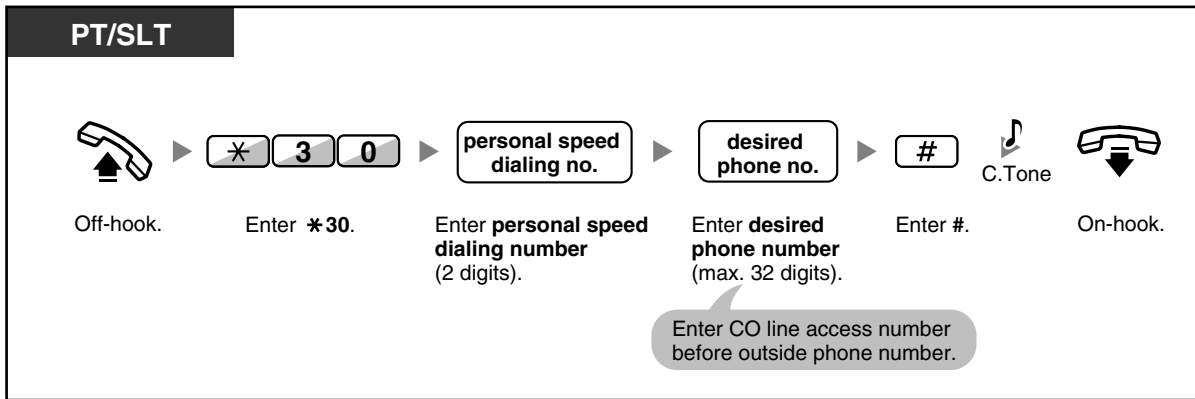 PT/SLT
* 3 0
personal speed
dialing no.
desired
phone no.
#
C.Tone
Off-hook.
Enter *30.
Enter personal speed
dialing number
(2 digits).
Enter desired
phone number
(max. 32 digits).
Enter #.
On-hook.
Enter CO line access number
before outside phone number.